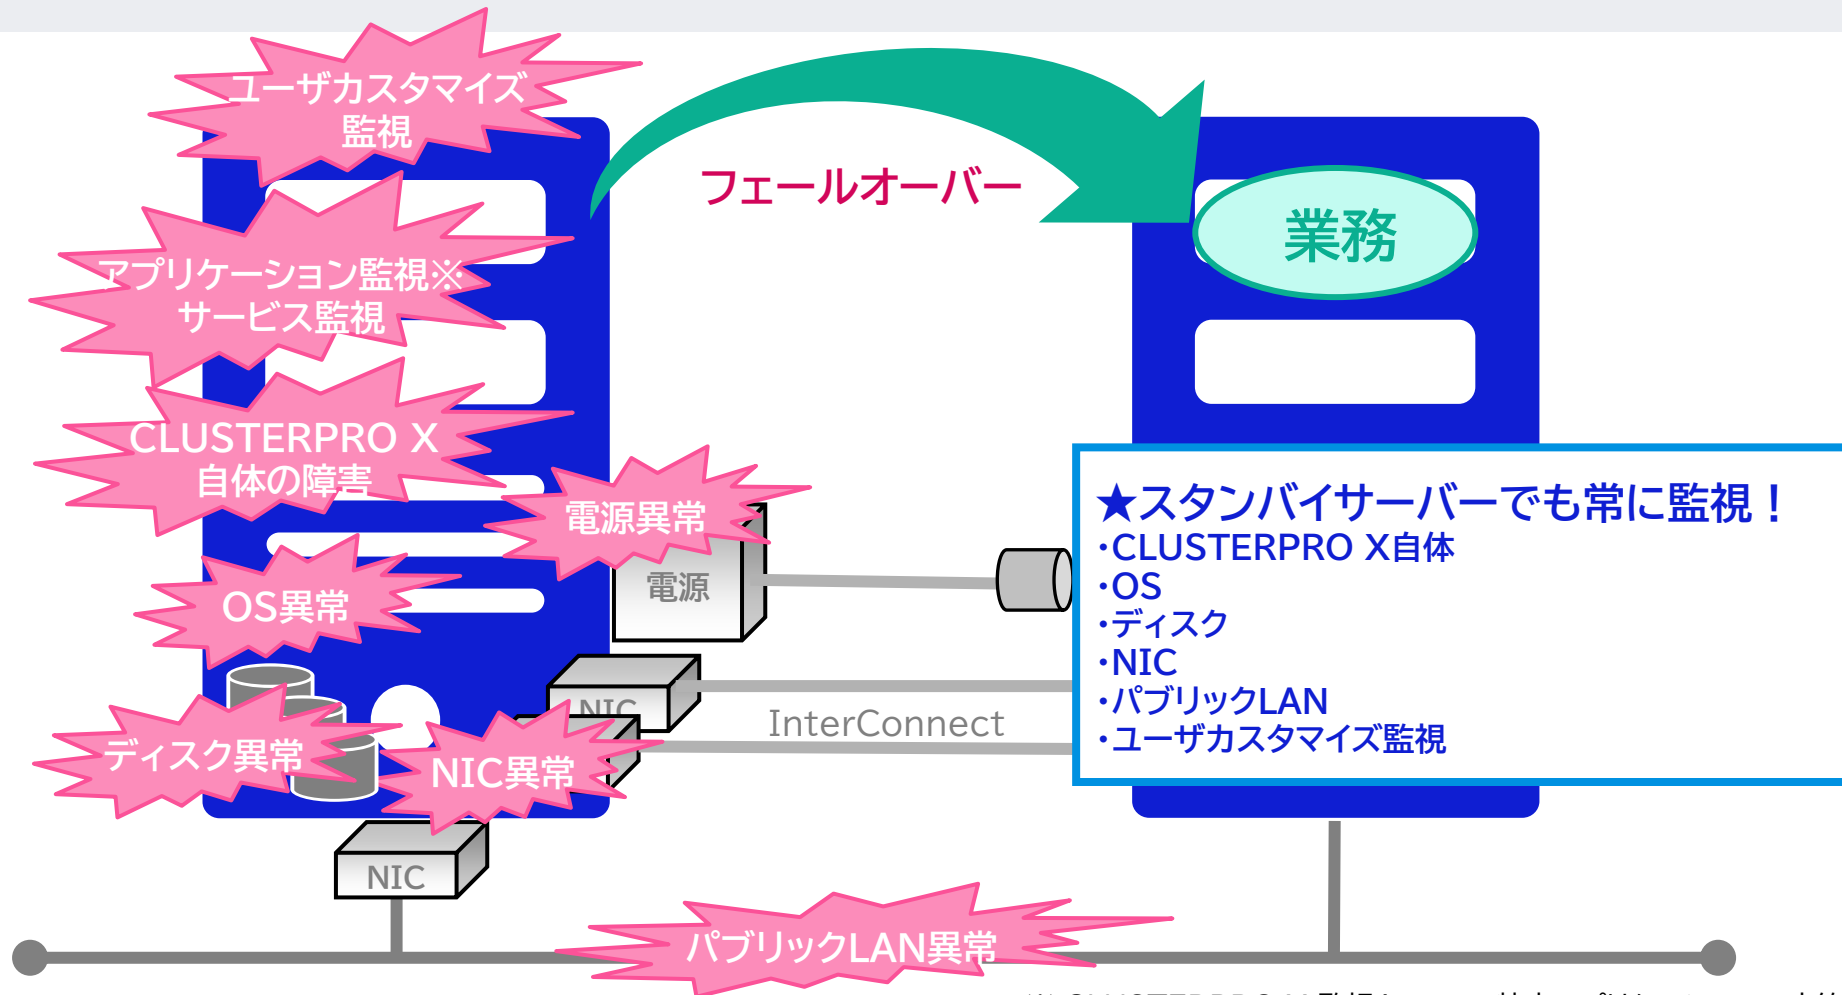 ユーザカスタマイズ
監視
フェールオーバー
業務
アプリケーション監視※
サービス監視
CLUSTERPRO X
自体の障害
電源異常
電源
OS異常
★スタンバイサーバーでも常に監視！
・CLUSTERPRO X自体
・OS
・ディスク
・NIC
・パブリックLAN
・ユーザカスタマイズ監視
NIC
InterConnect
ディスク異常
NIC異常
NIC
パブリックLAN異常